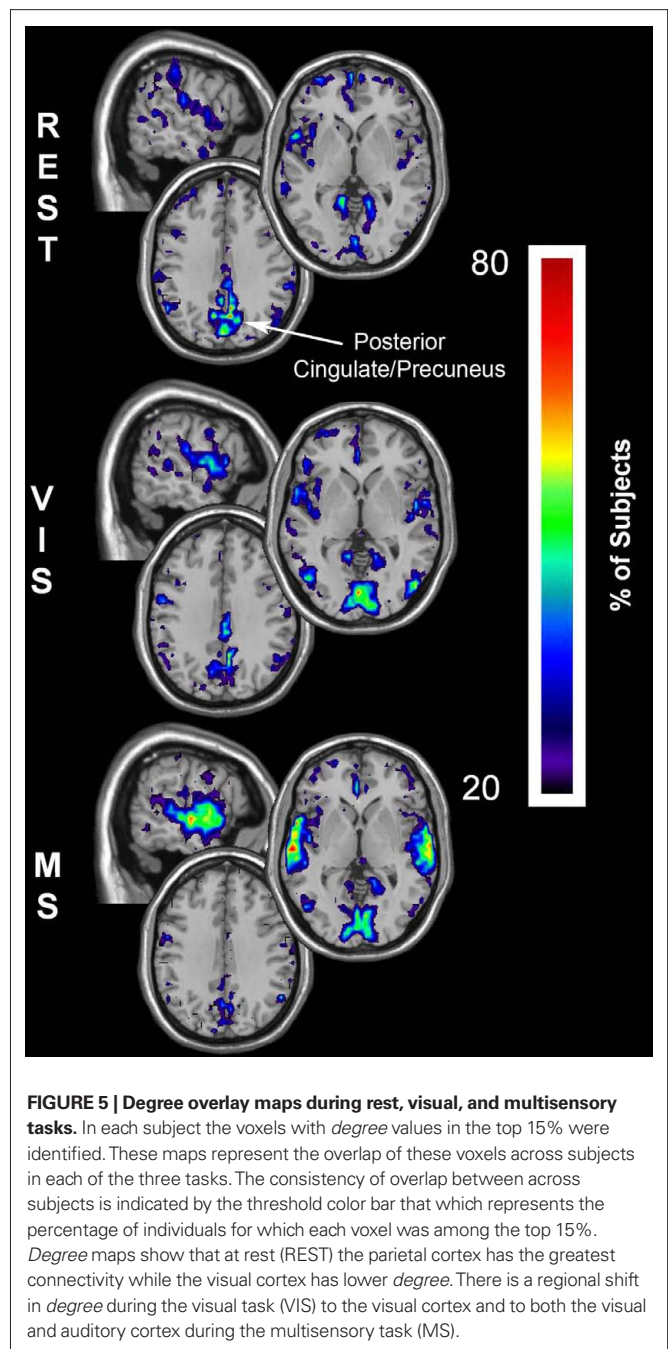 REST
80
Posterior
Cingulate/Precuneus
VIS
% of Subjects
20
MS
FIGURE 5 | Degree overlay maps during rest, visual, and multisensory
tasks. In each subject the voxels with degree values in the top 15% were
identified. These maps represent the overlap of these voxels across subjects
in each of the three tasks. The consistency of overlap between across
subjects is indicated by the threshold color bar that which represents the
percentage of individuals for which each voxel was among the top 15%.
Degree maps show that at rest (REST) the parietal cortex has the greatest
connectivity while the visual cortex has lower degree. There is a regional shift
in degree during the visual task (VIS) to the visual cortex and to both the visual
and auditory cortex during the multisensory task (MS).